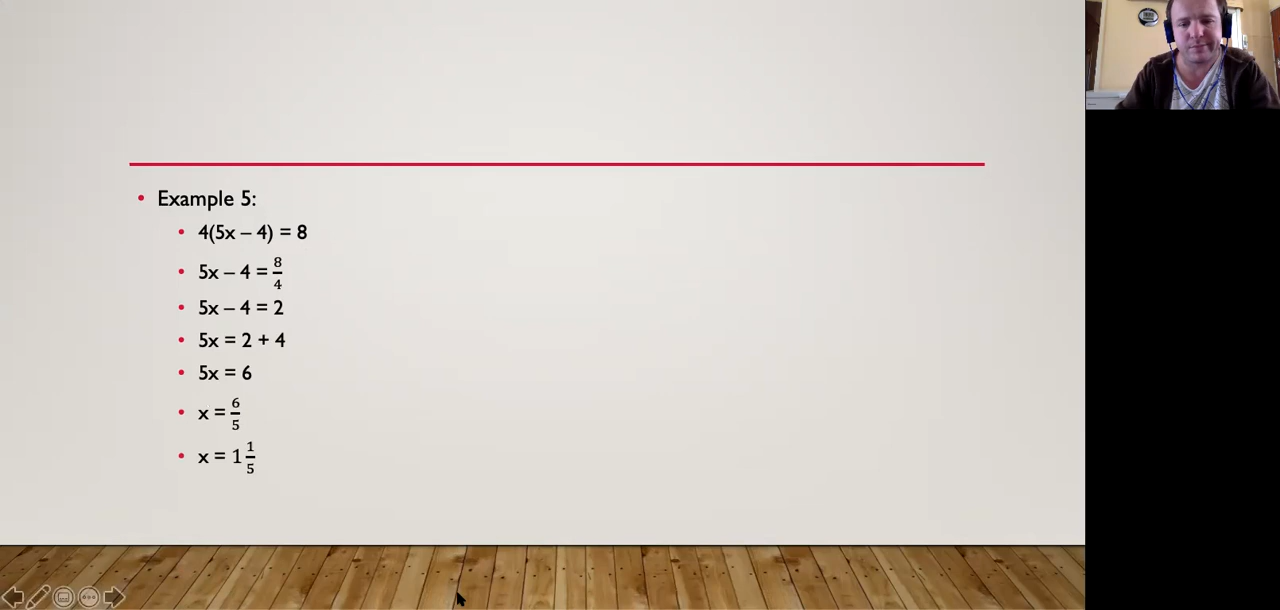 Example 5:
4(5x – 4) = 8
5x – 4 = 8/4
5x – 4 = 2
5x = 2 + 4
5x = 6
x = 6/5
x = 1 1/5